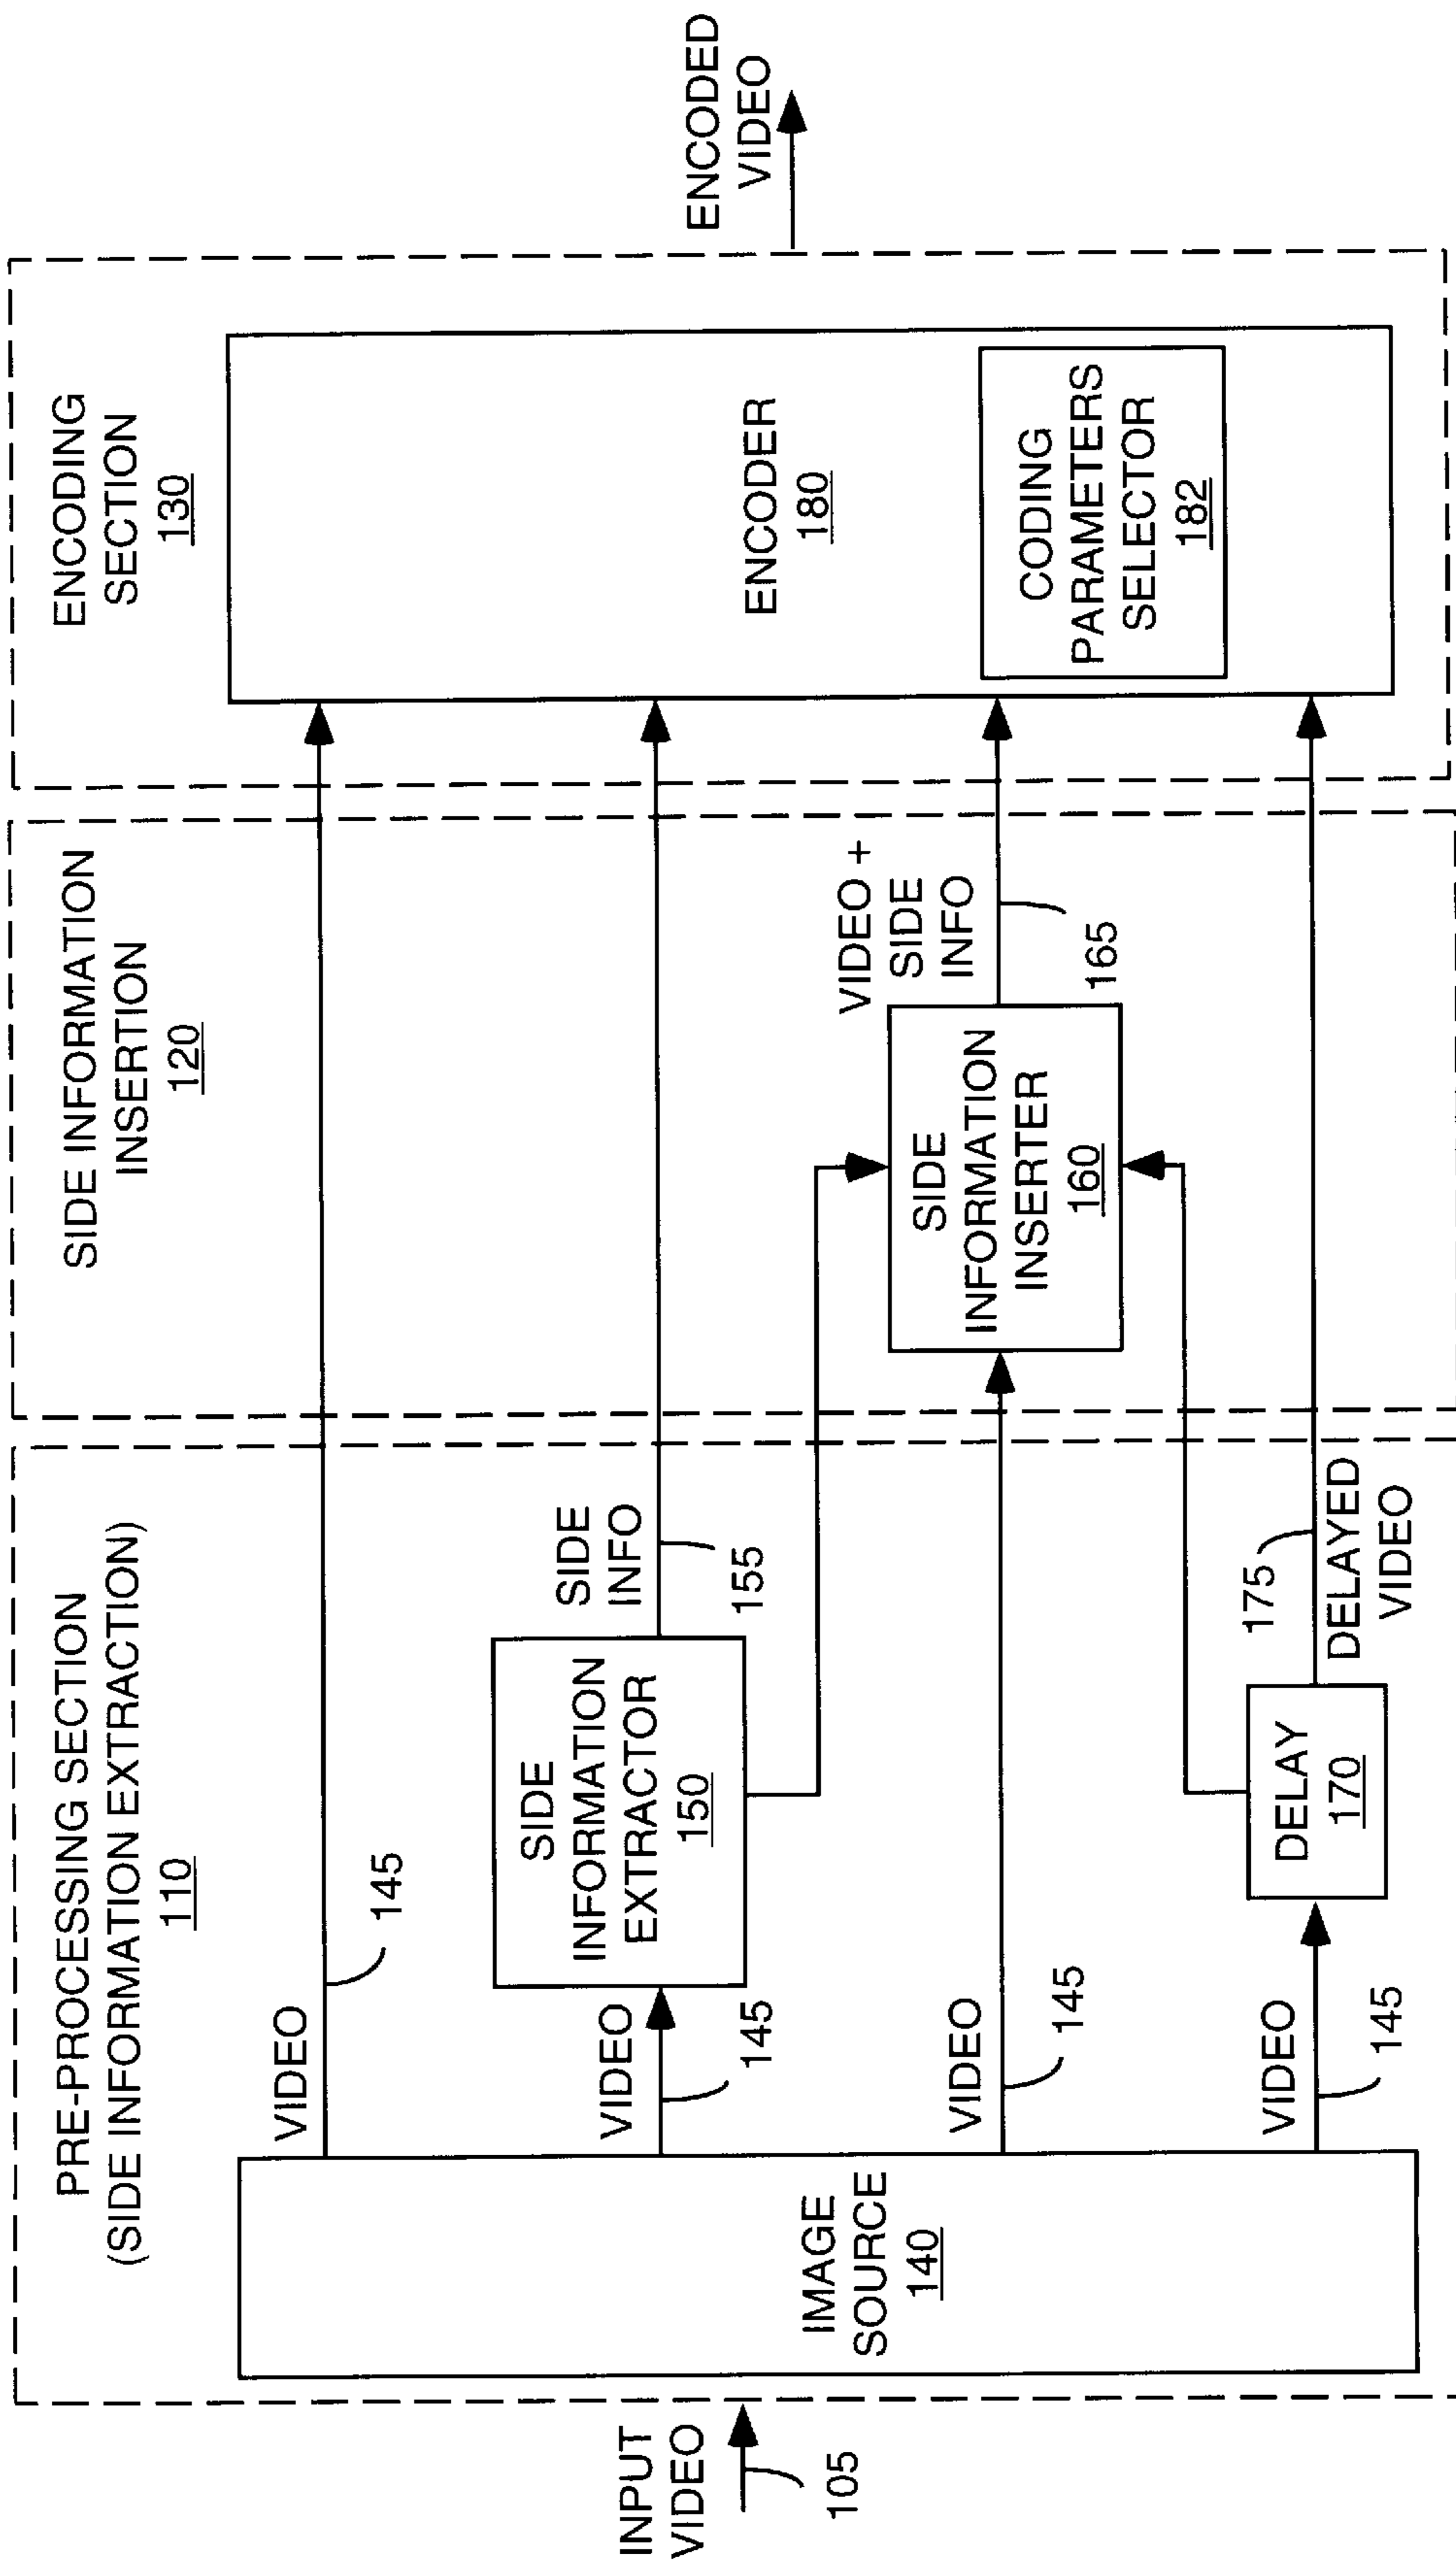 PRE-PROCESSING SECTION
(SIDE INFORMATION EXTRACTION)
110
SIDE INFORMATION
INSERTION
120
ENCODING
SECTION
130
INPUT
VIDEO
105
IMAGE
SOURCE
140
VIDEO
145
VIDEO
145
SIDE
INFORMATION
EXTRACTOR
150
SIDE
INFO
155
VIDEO
145
SIDE
INFORMATION
INSERTER
160
VIDEO +
SIDE
INFO
165
VIDEO
145
DELAY
170
175
DELAYED
VIDEO
ENCODER
180
CODING
PARAMETERS
SELECTOR
182
ENCODED
VIDEO